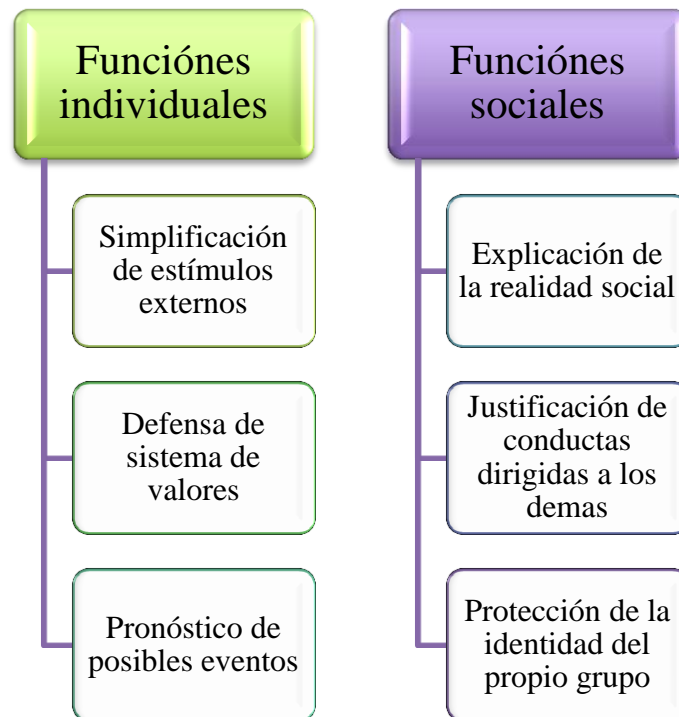 Funciónes
individuales
Simplificación
de estímulos
externos
Defensa de
sistema de
valores
Pronóstico de
posibles eventos
Funciónes
sociales
Explicación de
la realidad social
Justificación de
conductas
dirigidas a los
demas
Protección de la
identidad del
propio grupo